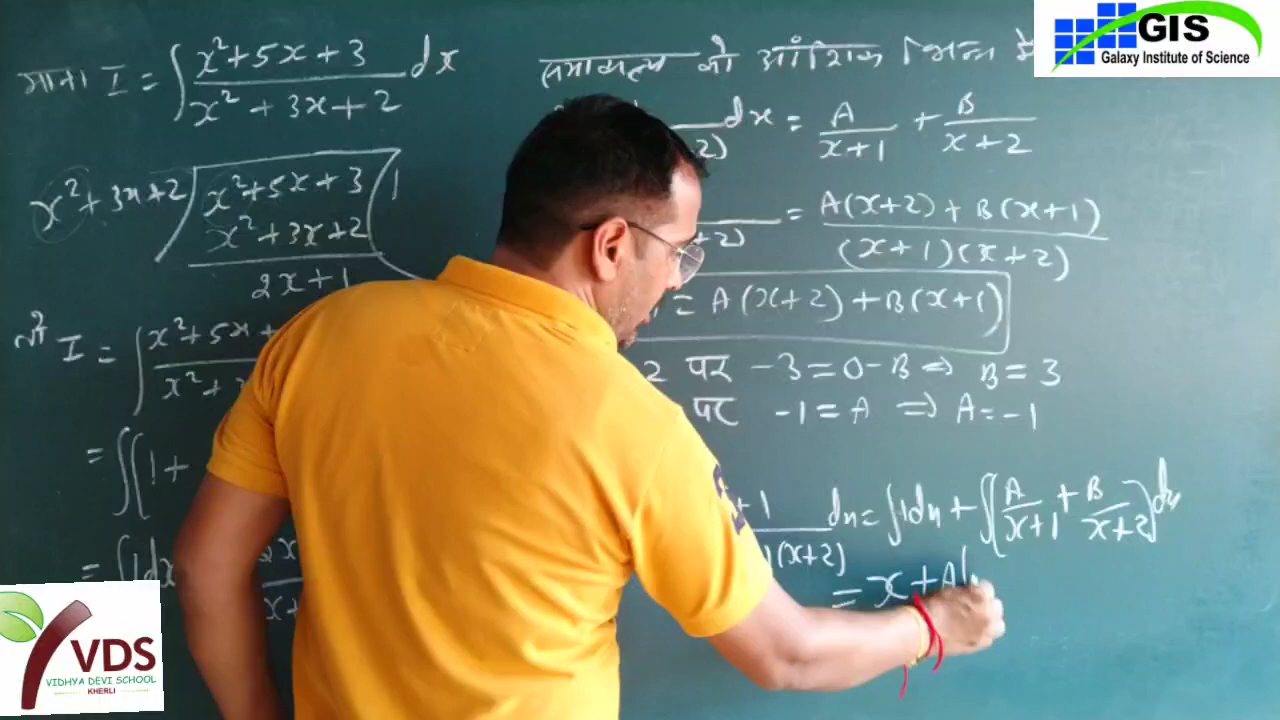 माना I = ∫ x²+5x+3 / x²+3x+2 dx
x²+3x+2 ) x²+5x+3 ( 1
x²+3x+2
2x+1
तो I = ∫ x²+5x+ / x²+
= ∫[1+
= ∫1dx
समाकल्य को आंशिक भिन्न
dx = A/x+1 + B/x+2
= A(x+2)+B(x+1) / (x+1)(x+2)
= A(x+2)+B(x+1)
2 पर -3=0-B ⇒ B=3
पर -1=A ⇒ A=-1
+1 / (x+2) dx = ∫1dx + ∫[A/x+1 + B/x+2]dx
= x+A
GIS
Galaxy Institute of Science
VDS
VIDHYA DEVI SCHOOL
KHERLI